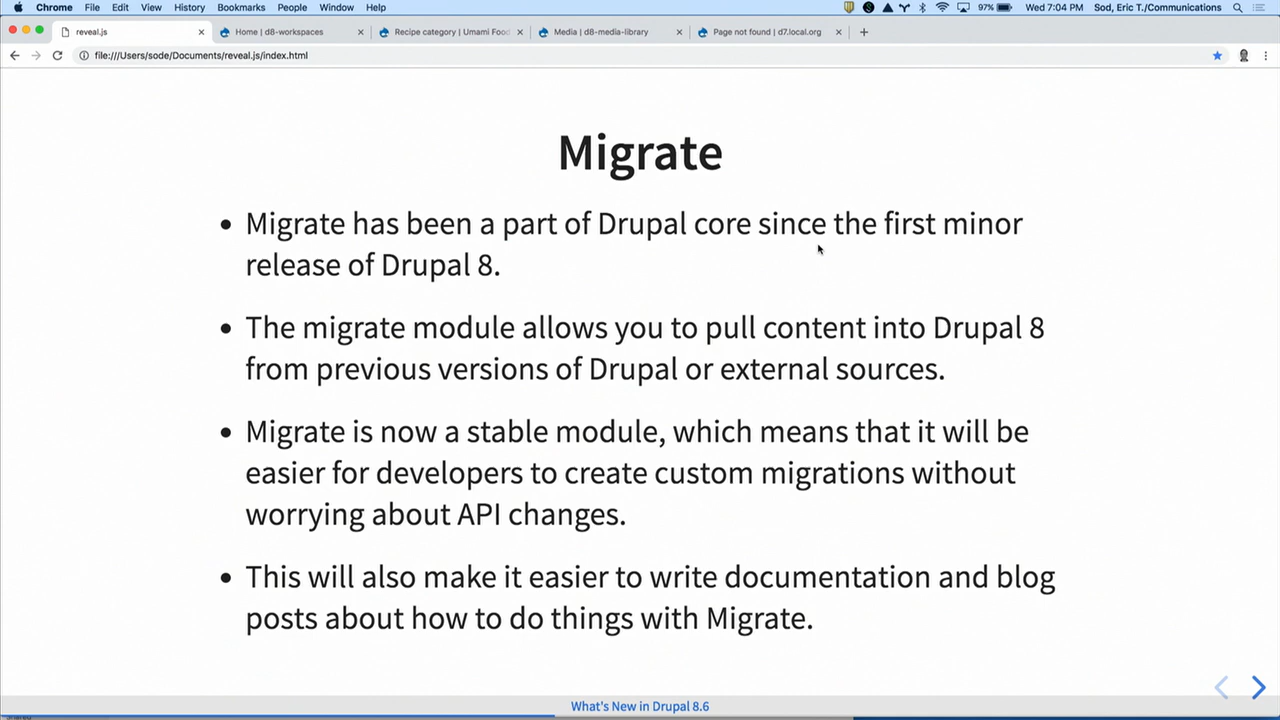 Chrome File Edit View History Bookmarks People Window Help 97% Wed 7:04 PM Sod, Eric T./Communications
reveal.js Home | d8-workspaces Recipe category | Umami Food Media | d8-media-library Page not found | d7.local.org
file:///Users/sode/Documents/reveal.js/index.html
Migrate
• Migrate has been a part of Drupal core since the first minor
release of Drupal 8.
• The migrate module allows you to pull content into Drupal 8
from previous versions of Drupal or external sources.
• Migrate is now a stable module, which means that it will be
easier for developers to create custom migrations without
worrying about API changes.
• This will also make it easier to write documentation and blog
posts about how to do things with Migrate.
What's New in Drupal 8.6